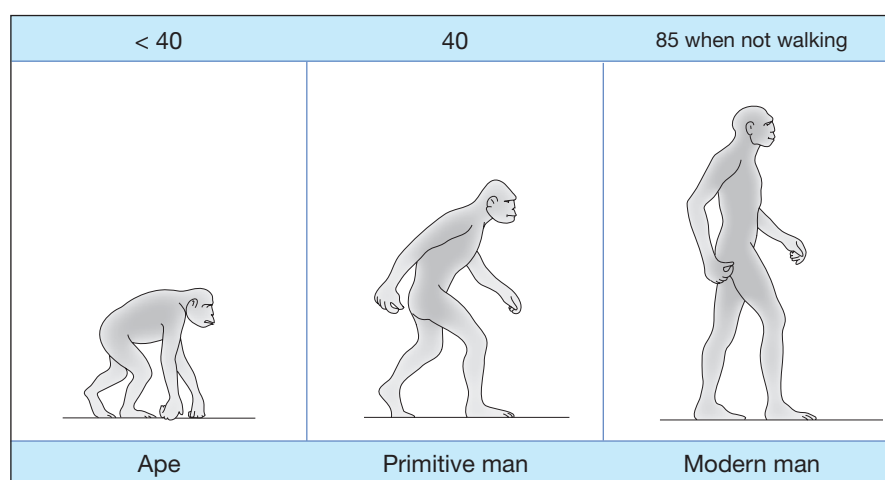 < 40
40
85 when not walking
Ape
Primitive man
Modern man